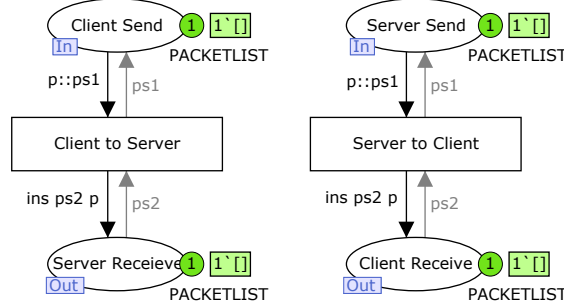 Client Send 1 1`[]
In
PACKETLIST
p::ps1
ps1
Client to Server
ins ps2 p
ps2
Server Receieve 1 1`[]
Out
PACKETLIST
Server Send 1 1`[]
In
PACKETLIST
p::ps1
ps1
Server to Client
ins ps2 p
ps2
Client Receive 1 1`[]
Out
PACKETLIST